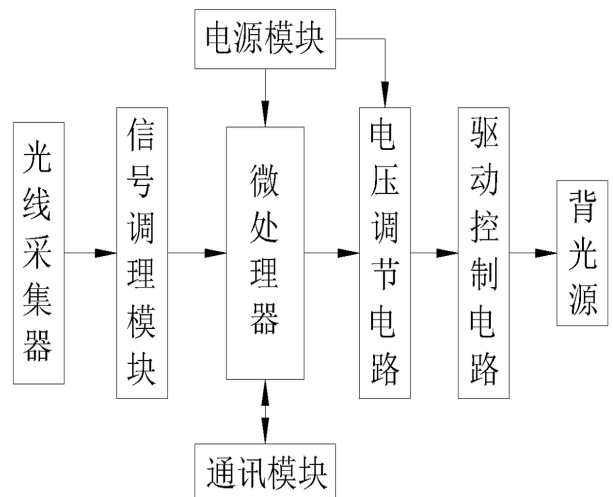 电源模块
光线采集器
信号调理模块
微处理器
电压调节电路
驱动控制电路
背光源
通讯模块